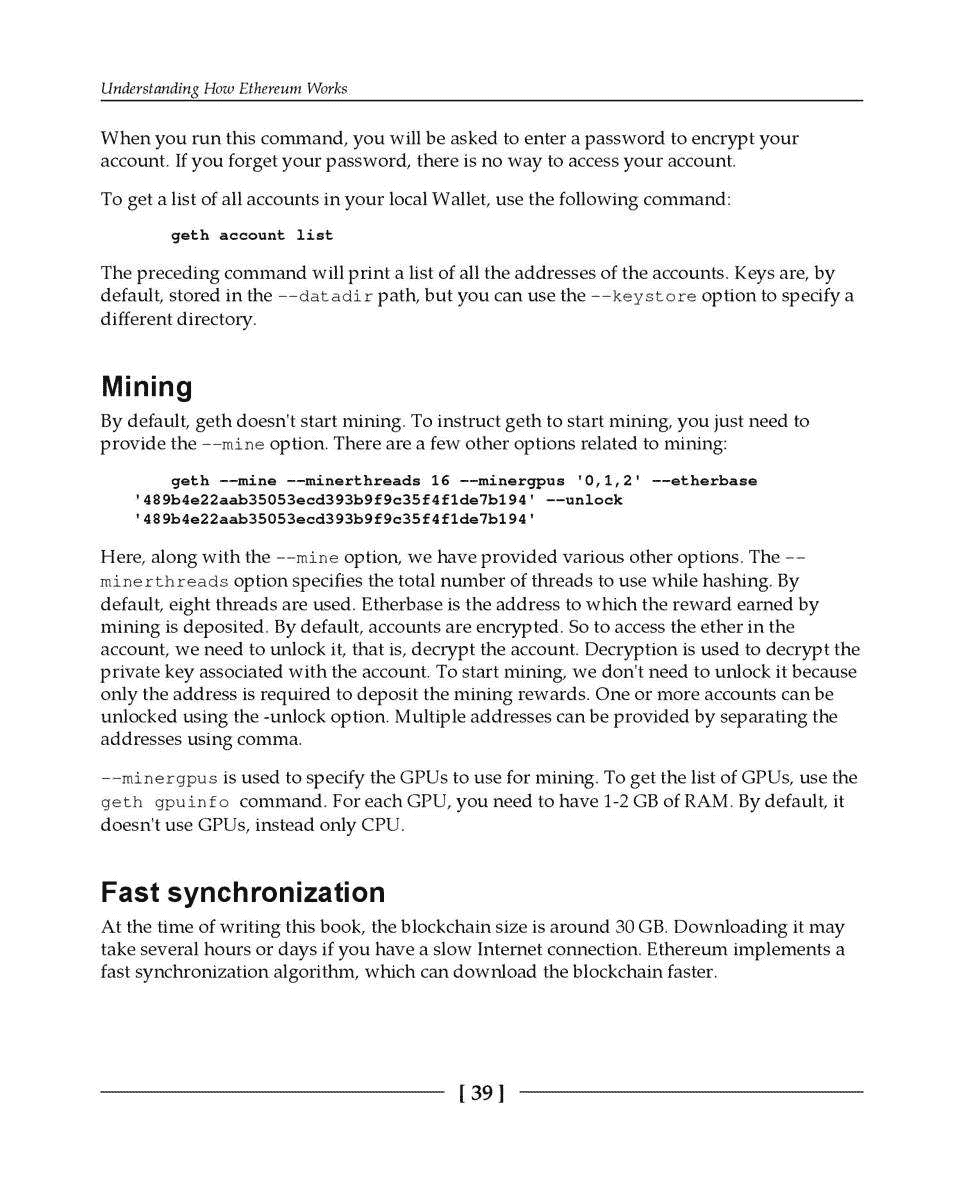 Understanding How Ethereum Works
When you run this command, you will be asked to enter a password to encrypt your
account. If you forget your password, there is no way to access your account.
To get a list of all accounts in your local Wallet, use the following command:
geth account list
The preceding command will print a list of all the addresses of the accounts. Keys are, by
default, stored in the --datadir path, but you can use the --keystore option to specify a
different directory.
Mining
By default, geth doesn't start mining. To instruct geth to start mining, you just need to
provide the --mine option. There are a few other options related to mining:
geth --mine --minerthreads 16 --minergpus '0,1,2' --etherbase
'489b4e22aab35053ecd393b9f9c35f4f1de7b194' --unlock
'489b4e22aab35053ecd393b9f9c35f4f1de7b194'
Here, along with the --mine option, we have provided various other options. The --
minerthreads option specifies the total number of threads to use while hashing. By
default, eight threads are used. Etherbase is the address to which the reward earned by
mining is deposited. By default, accounts are encrypted. So to access the ether in the
account, we need to unlock it, that is, decrypt the account. Decryption is used to decrypt the
private key associated with the account. To start mining, we don't need to unlock it because
only the address is required to deposit the mining rewards. One or more accounts can be
unlocked using the -unlock option. Multiple addresses can be provided by separating the
addresses using comma.
--minergpus is used to specify the GPUs to use for mining. To get the list of GPUs, use the
geth gpuinfo command. For each GPU, you need to have 1-2 GB of RAM. By default, it
doesn't use GPUs, instead only CPU.
Fast synchronization
At the time of writing this book, the blockchain size is around 30 GB. Downloading it may
take several hours or days if you have a slow Internet connection. Ethereum implements a
fast synchronization algorithm, which can download the blockchain faster.
[ 39 ]